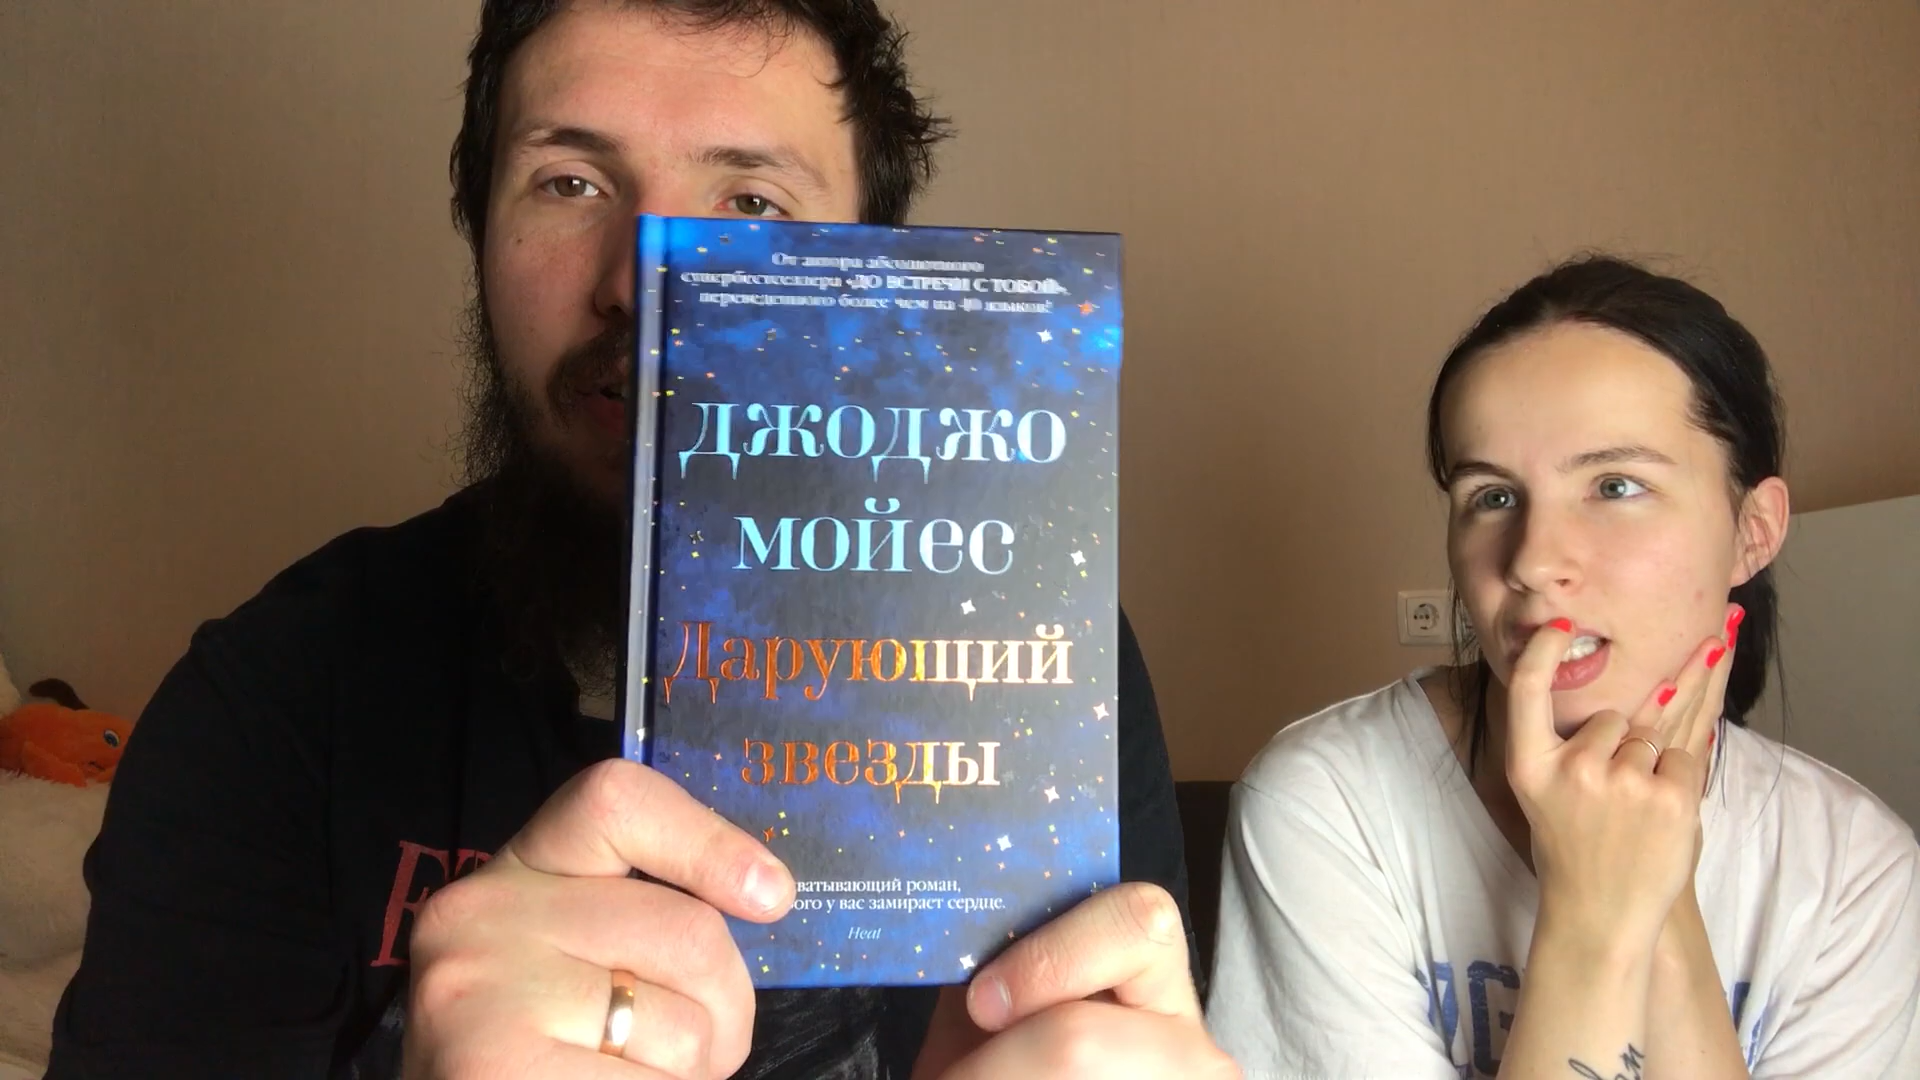 От автора абсолютного
супербестселлера «ДО ВСТРЕЧИ С ТОБОЙ»,
переведенного более чем на 40 языков!
джоджо
мойес
Дарующий
звезды
ватывающий роман,
ого у вас замирает сердце.
Heat